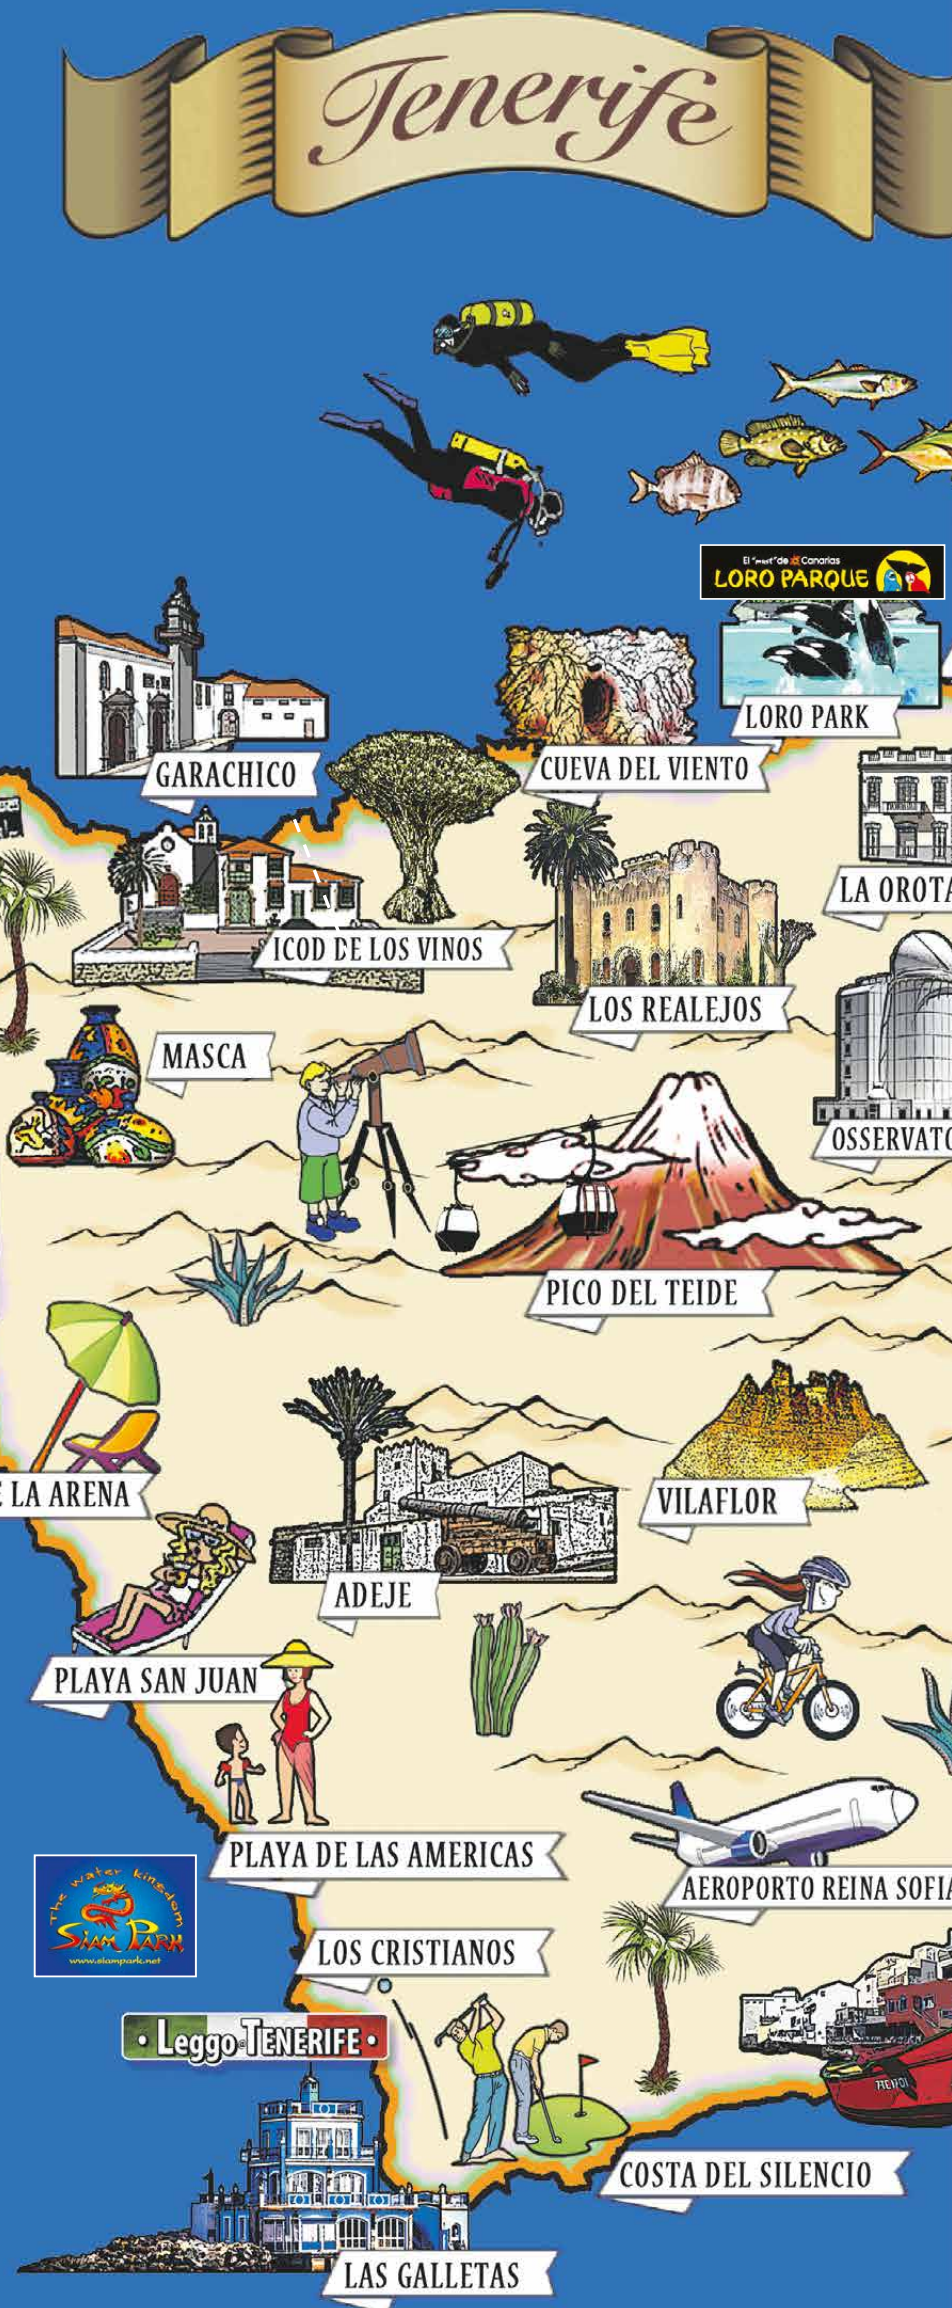 Tenerife
El "must" de Canarias
LORO PARQUE
LORO PARK
GARACHICO
CUEVA DEL VIENTO
LA OROTA
ICOD DE LOS VINOS
LOS REALEJOS
MASCA
OSSERVATO
PICO DEL TEIDE
LA ARENA
VILAFLOR
ADEJE
PLAYA SAN JUAN
PLAYA DE LAS AMERICAS
AEROPORTO REINA SOFIA
The water kingdom
SIAM PARK
www.siampark.net
LOS CRISTIANOS
• Leggo TENERIFE •
COSTA DEL SILENCIO
LAS GALLETAS